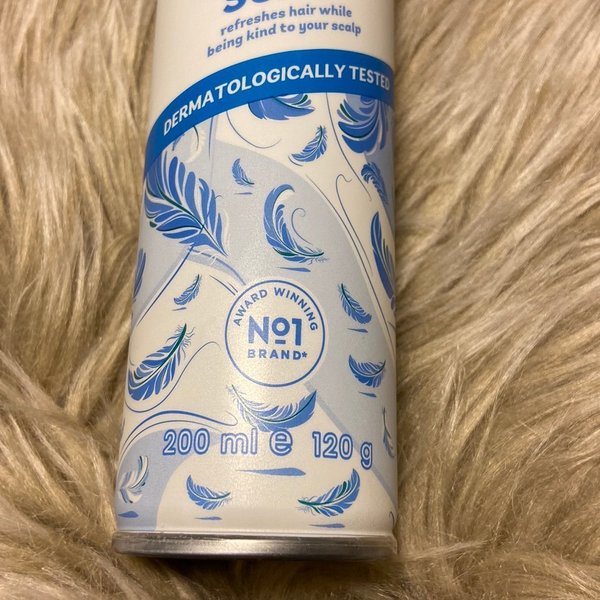 refreshes hair while
being kind to your scalp
DERMATOLOGICALLY TESTED
AWARD WINNING
No1
BRAND*
200 ml e 120 g